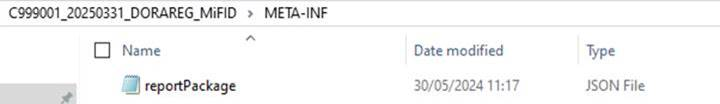 C999001_20250331_DORAREG_MiFID > META-INF
Name Date modified Type
reportPackage 30/05/2024 11:17 JSON File